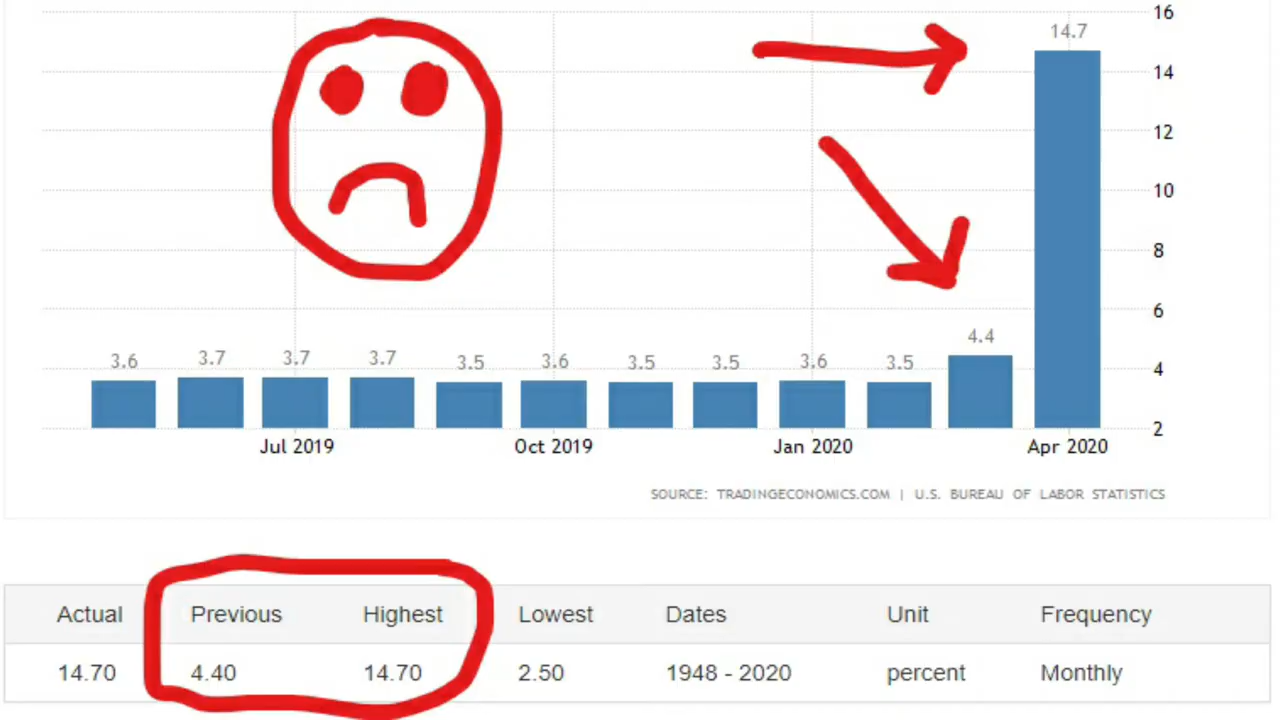 16
14.7
14
12
10
8
6
4.4
3.6 3.7 3.7 3.7 3.5 3.6 3.5 3.5 3.6 3.5
4
2
Jul 2019 Oct 2019 Jan 2020 Apr 2020
SOURCE: TRADINGECONOMICS.COM | U.S. BUREAU OF LABOR STATISTICS
Actual Previous Highest Lowest Dates Unit Frequency
14.70 4.40 14.70 2.50 1948 - 2020 percent Monthly